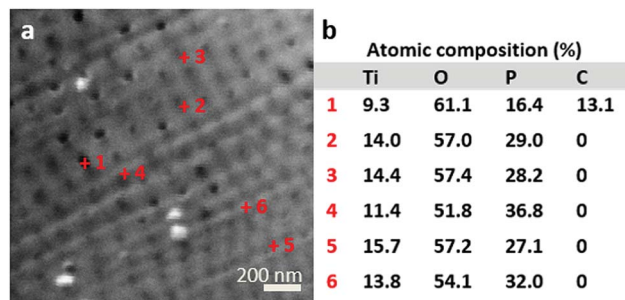 a
+ 3
+ 2
+ 1
+ 4
+ 6
+ 5
200 nm
b
Atomic composition (%)
Ti O P C
1 9.3 61.1 16.4 13.1
2 14.0 57.0 29.0 0
3 14.4 57.4 28.2 0
4 11.4 51.8 36.8 0
5 15.7 57.2 27.1 0
6 13.8 54.1 32.0 0